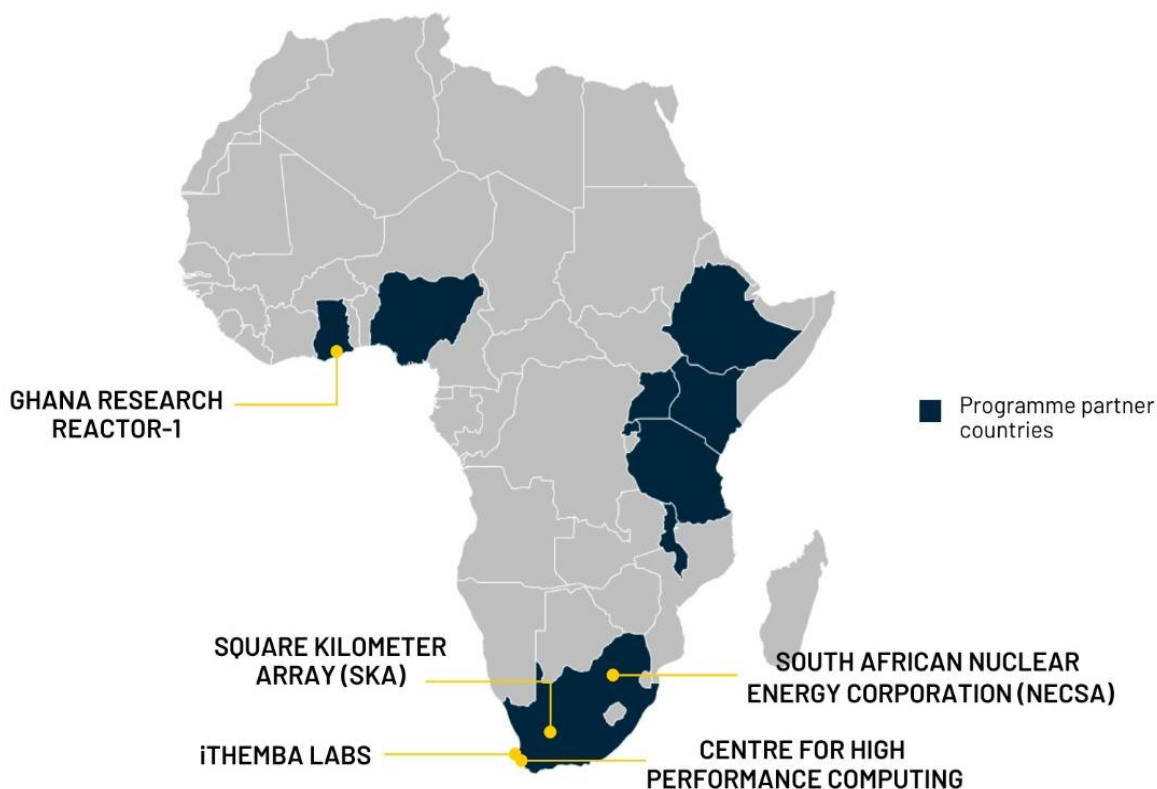 GHANA RESEARCH
REACTOR-1
Programme partner
countries
SQUARE KILOMETER
ARRAY (SKA)
SOUTH AFRICAN NUCLEAR
ENERGY CORPORATION (NECSA)
iTHEMBA LABS
CENTRE FOR HIGH
PERFORMANCE COMPUTING